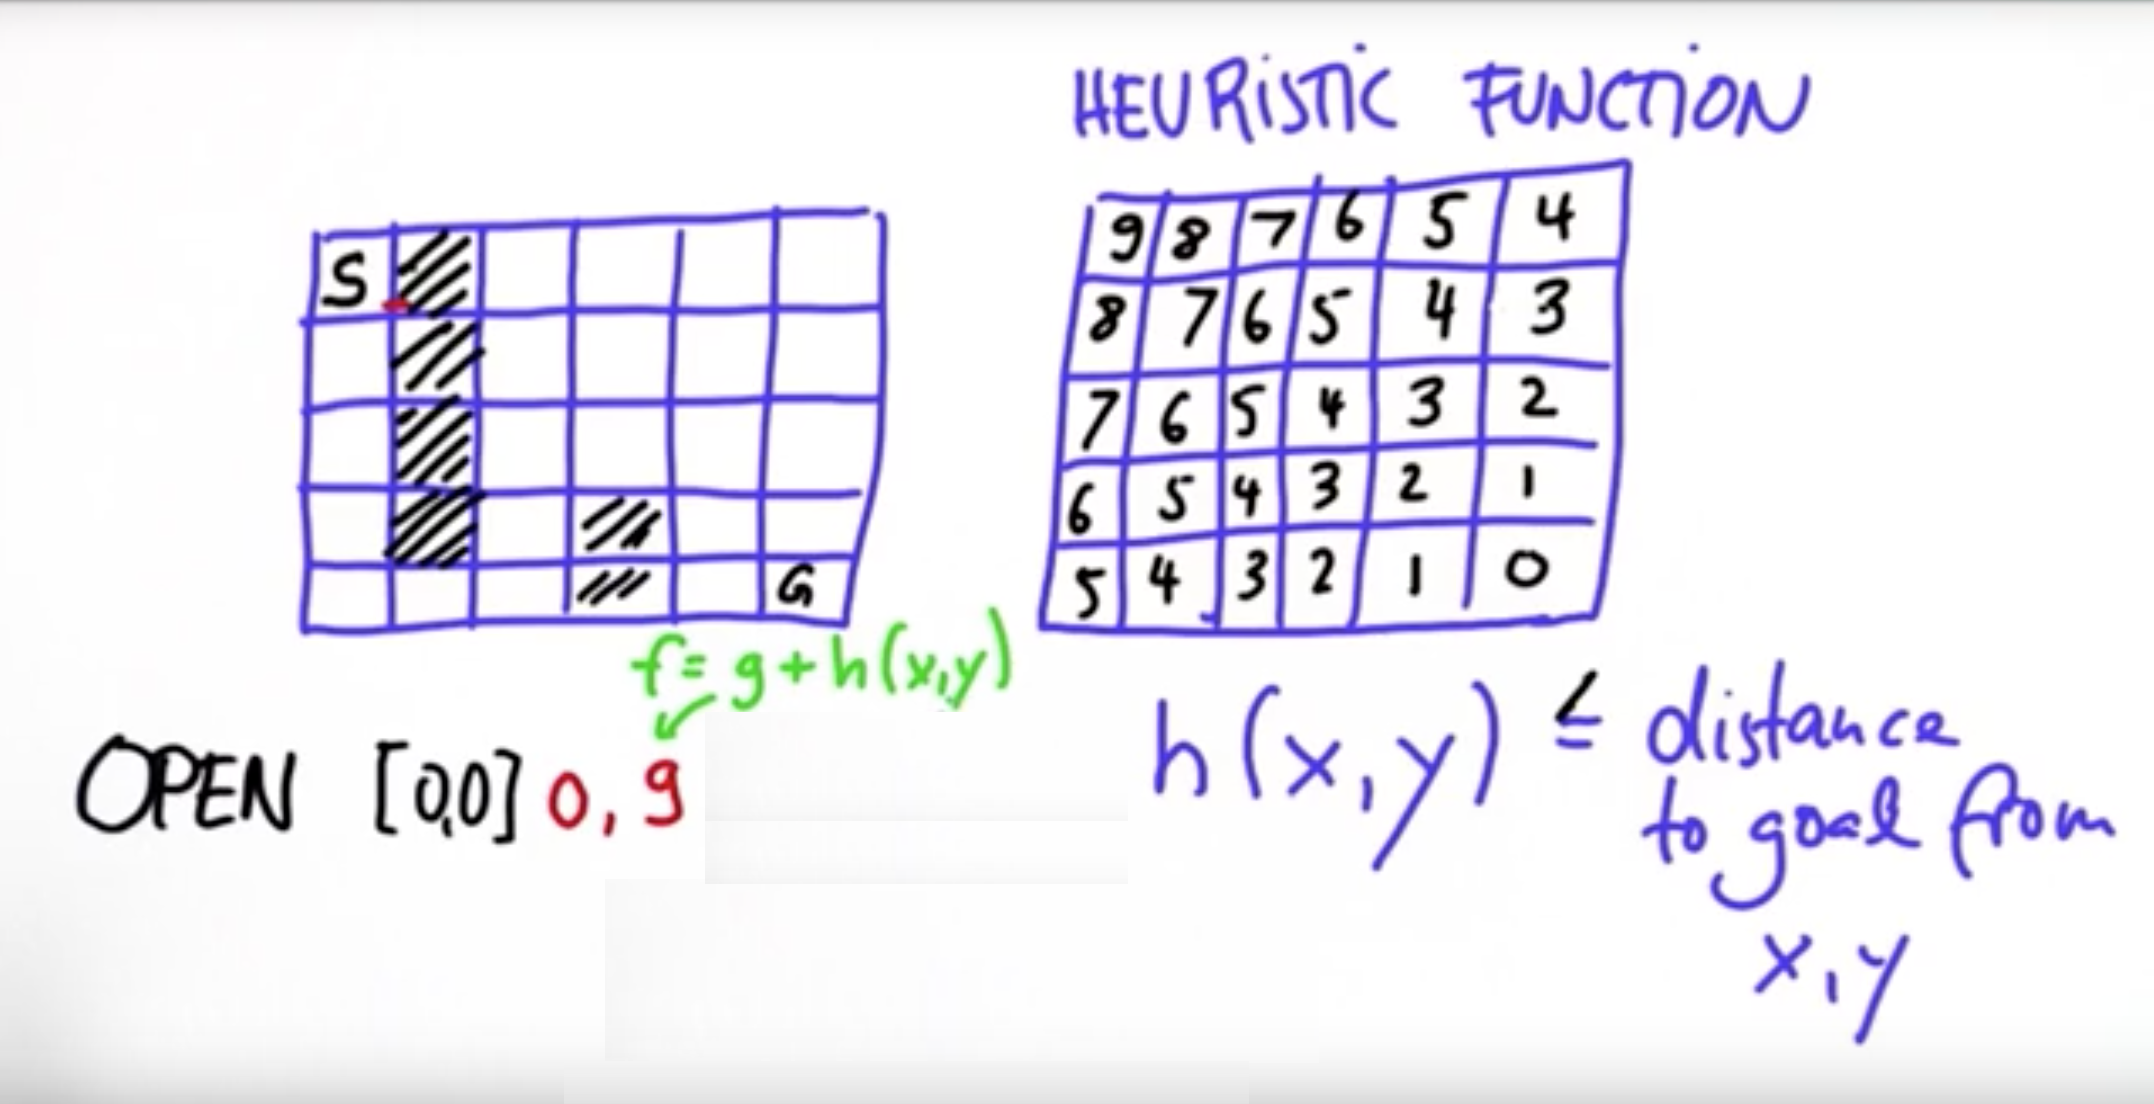 HEURISTIC FUNCTION
S
G
9 8 7 6 5 4
8 7 6 5 4 3
7 6 5 4 3 2
6 5 4 3 2 1
5 4 3 2 1 0
f = g + h(x,y)
OPEN [0,0] 0, 9
h(x,y) ≤ distance
to goal from
x,y